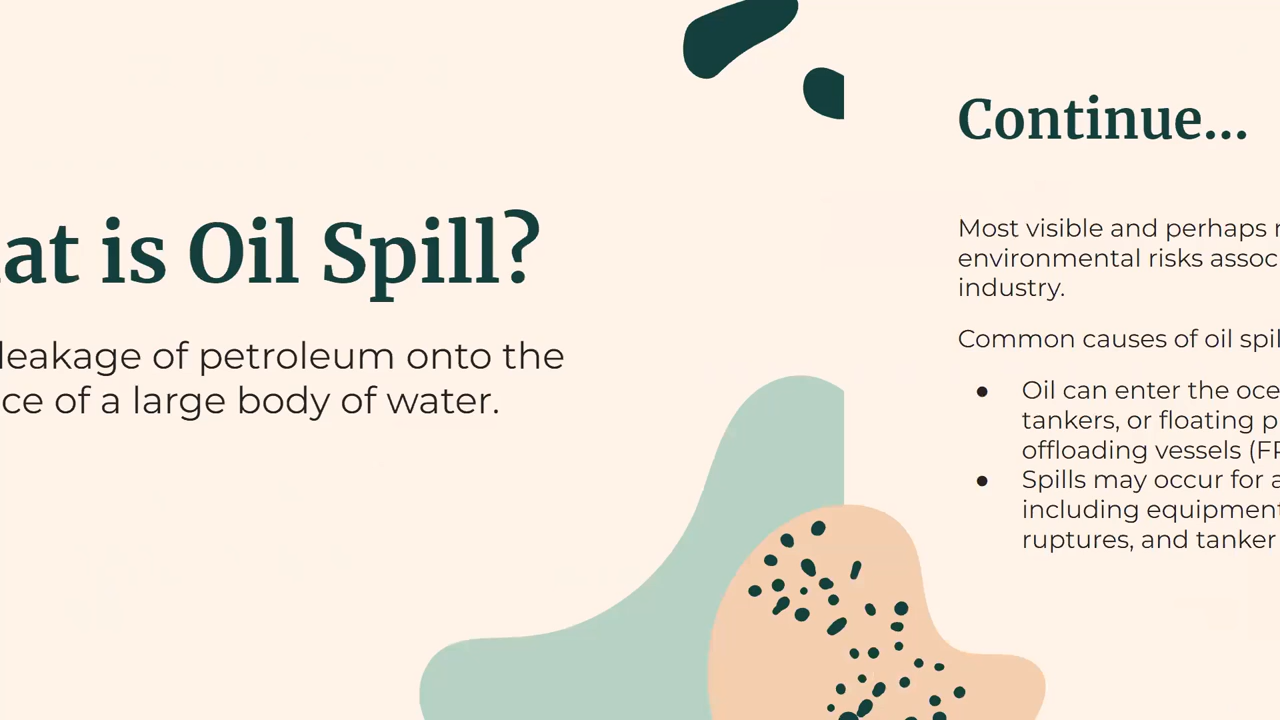 at is Oil Spill?
leakage of petroleum onto the
ce of a large body of water.
Continue...
Most visible and perhaps
environmental risks assoc
industry.
Common causes of oil spil
Oil can enter the oce
tankers, or floating p
offloading vessels (FP
Spills may occur for a
including equipment
ruptures, and tanker